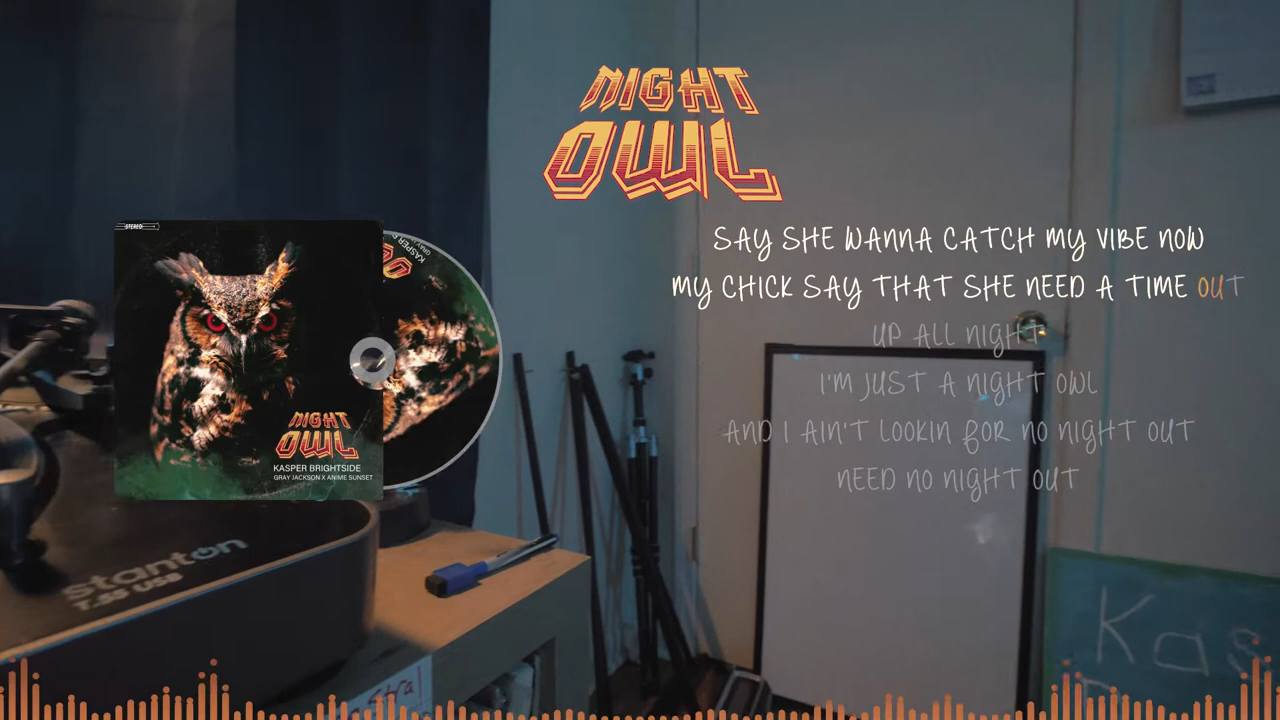 NIGHT
OWL
SAY SHE WANNA CATCH MY VIBE NOW
MY CHICK SAY THAT SHE NEED A TIME OUT
UP ALL NIGHT
I'M JUST A NIGHT OWL
AND I AIN'T LOOKIN FOR NO NIGHT OUT
NEED NO NIGHT OUT
STEREO
NIGHT
OWL
KASPER BRIGHTSIDE
GRAY JACKSON X ANIME SUNSET
KASPER
GRAY
stanton
T.55 USB
Kas